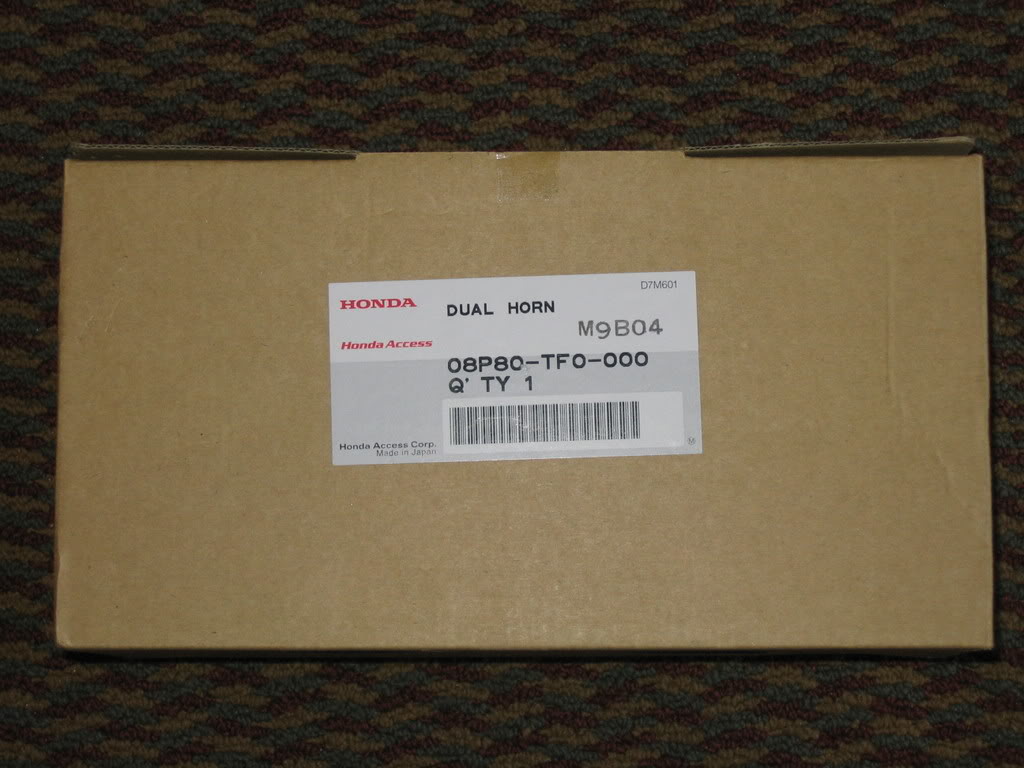 D7M601
HONDA
DUAL HORN
M9B04
Honda Access
08P80-TF0-000
Q' TY 1
Honda Access Corp.
Made in Japan
M